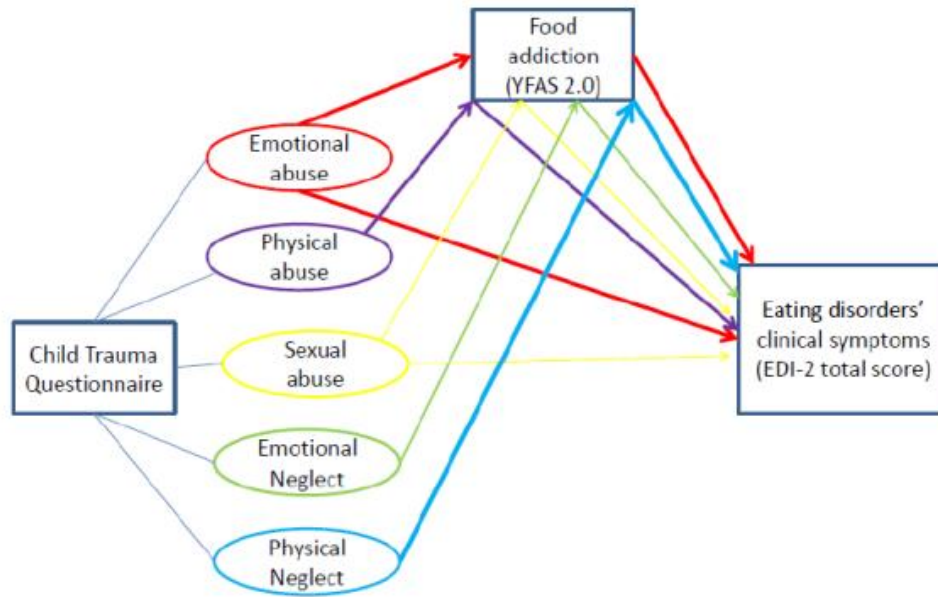 Food
addiction
(YFAS 2.0)
Emotional
abuse
Physical
abuse
Child Trauma
Questionnaire
Sexual
abuse
Eating disorders’
clinical symptoms
(EDI-2 total score)
Emotional
Neglect
Physical
Neglect